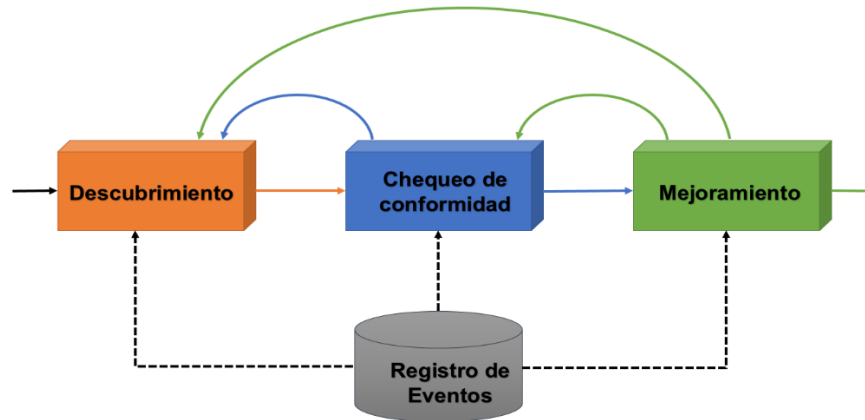 Descubrimiento
Chequeo de
conformidad
Mejoramiento
Registro de
Eventos